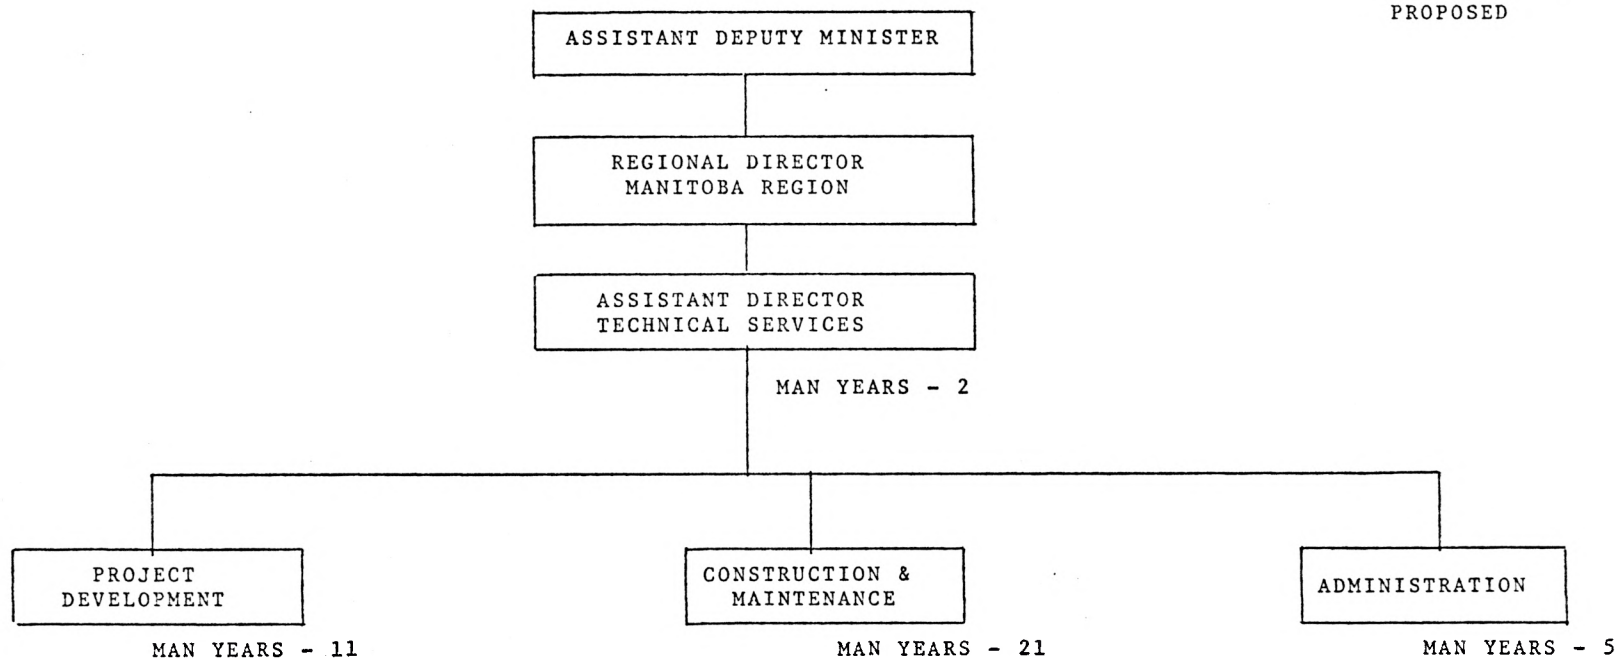 PROPOSED
ASSISTANT DEPUTY MINISTER
REGIONAL DIRECTOR
MANITOBA REGION
ASSISTANT DIRECTOR
TECHNICAL SERVICES
MAN YEARS - 2
PROJECT
DEVELOPMENT
MAN YEARS - 11
CONSTRUCTION &
MAINTENANCE
MAN YEARS - 21
ADMINISTRATION
MAN YEARS - 5